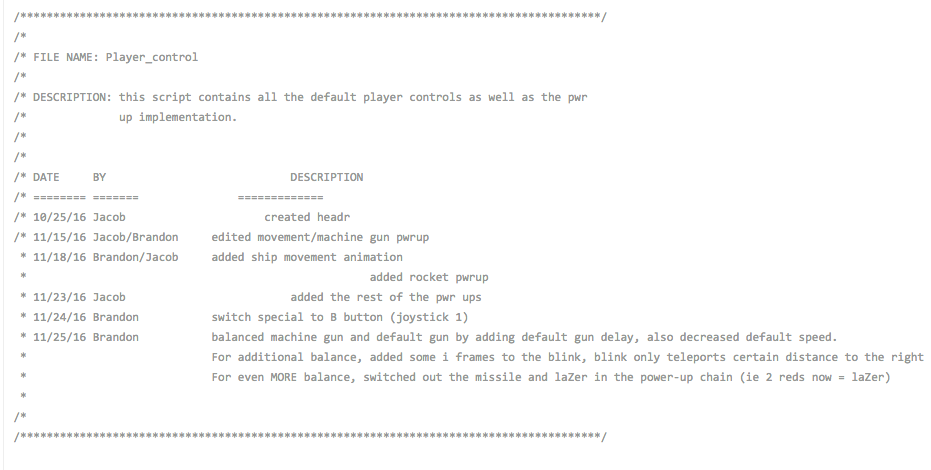 /****************************************************************************************/
/*
/* FILE NAME: Player_control
/*
/* DESCRIPTION: this script contains all the default player controls as well as the pwr
/*              up implementation.
/*
/*
/* DATE     BY                            DESCRIPTION
/* ======== =======               =============
/* 10/25/16 Jacob                     created headr
/* 11/15/16 Jacob/Brandon     edited movement/machine gun pwrup
 * 11/18/16 Brandon/Jacob     added ship movement animation
 *                                                    added rocket pwrup
 * 11/23/16 Jacob                         added the rest of the pwr ups
 * 11/24/16 Brandon           switch special to B button (joystick 1)
 * 11/25/16 Brandon           balanced machine gun and default gun by adding default gun delay, also decreased default speed.
 *                            For additional balance, added some i frames to the blink, blink only teleports certain distance to the right
 *                            For even MORE balance, switched out the missile and laZer in the power-up chain (ie 2 reds now = laZer)
 *
/*
/****************************************************************************************/